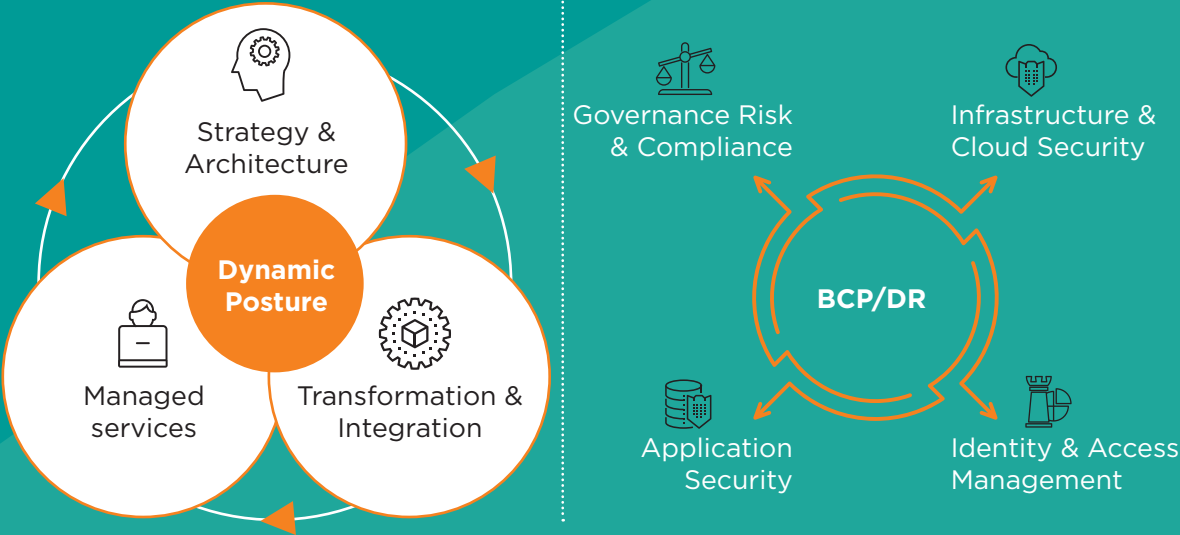 Strategy &
Architecture
Dynamic
Posture
Managed
services
Transformation &
Integration
Governance Risk
& Compliance
Infrastructure &
Cloud Security
BCP/DR
Application
Security
Identity & Access
Management